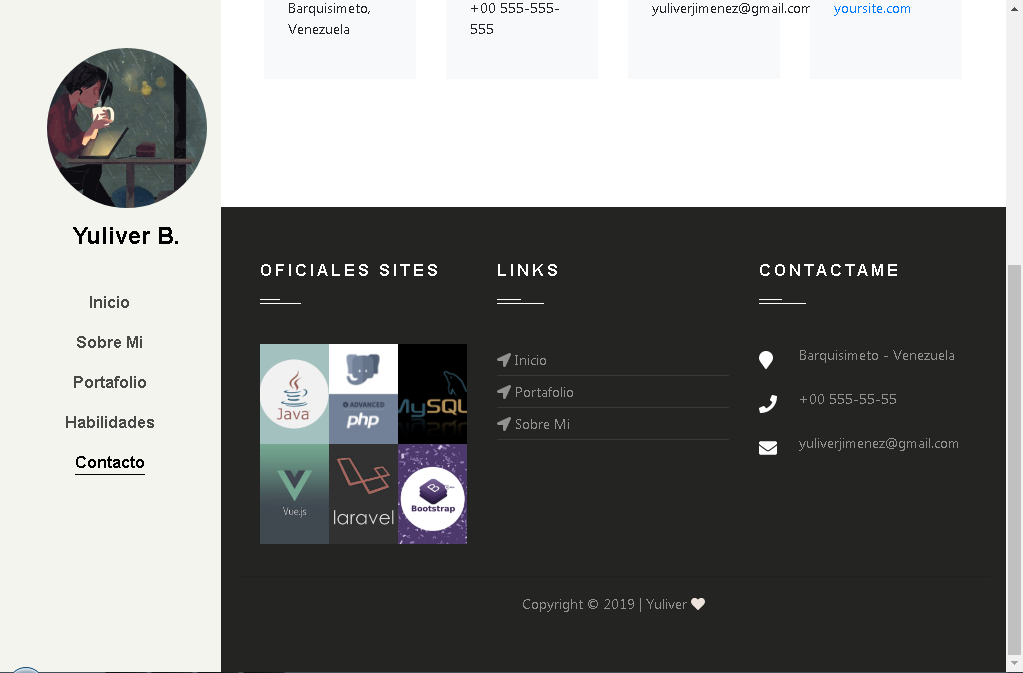 Barquisimeto,
Venezuela
+00 555-555-
555
yuliverjimenez@gmail.com
yoursite.com
Yuliver B.
Inicio
Sobre Mi
Portafolio
Habilidades
Contacto
OFICIALES SITES
Java
ADVANCED
php
MySQL
Vue.js
laravel
Bootstrap
LINKS
Inicio
Portafolio
Sobre Mi
CONTACTAME
Barquisimeto - Venezuela
+00 555-55-55
yuliverjimenez@gmail.com
Copyright © 2019 | Yuliver